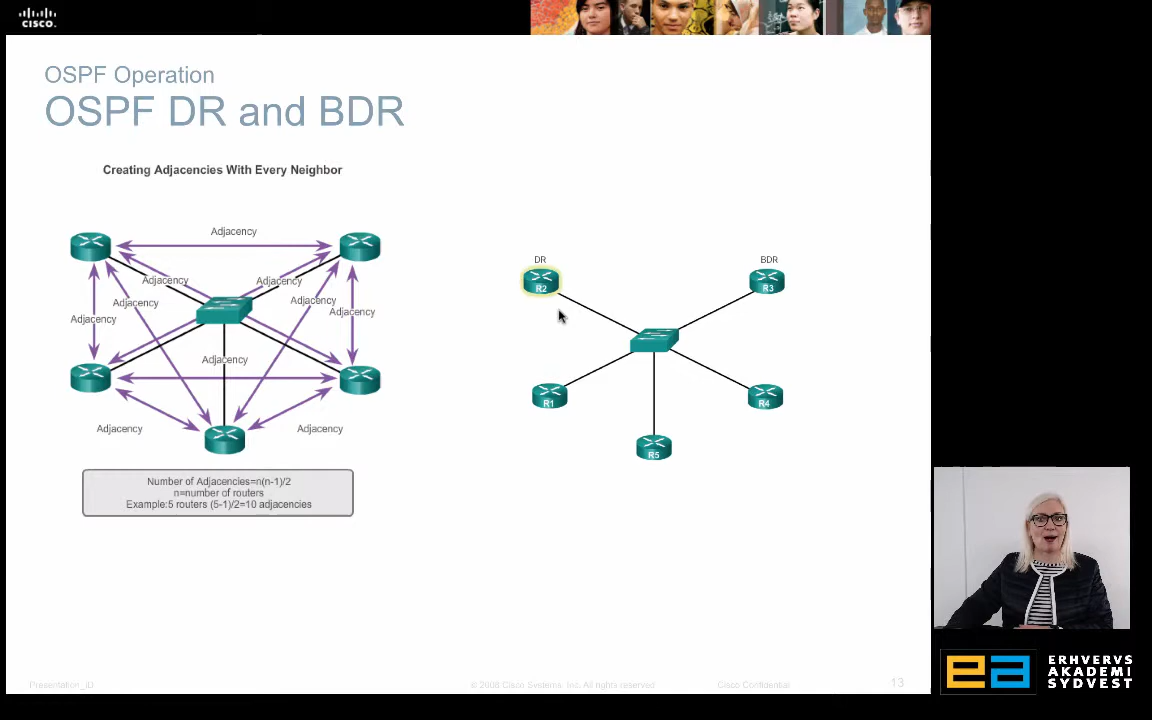 CISCO
OSPF Operation
OSPF DR and BDR
Creating Adjacencies With Every Neighbor
Adjacency
Adjacency
Adjacency
Adjacency
Adjacency
Adjacency
Adjacency
Adjacency
Adjacency
Adjacency
Number of Adjacencies=n(n-1)/2
n=number of routers
Example:5 routers (5-1)/2=10 adjacencies
DR
BDR
R2
R3
R1
R4
R5
Presentation_ID
© 2008 Cisco Systems, Inc. All rights reserved.
Cisco Confidential
13
ea
ERHVERVS
AKADEMI
SYDVEST